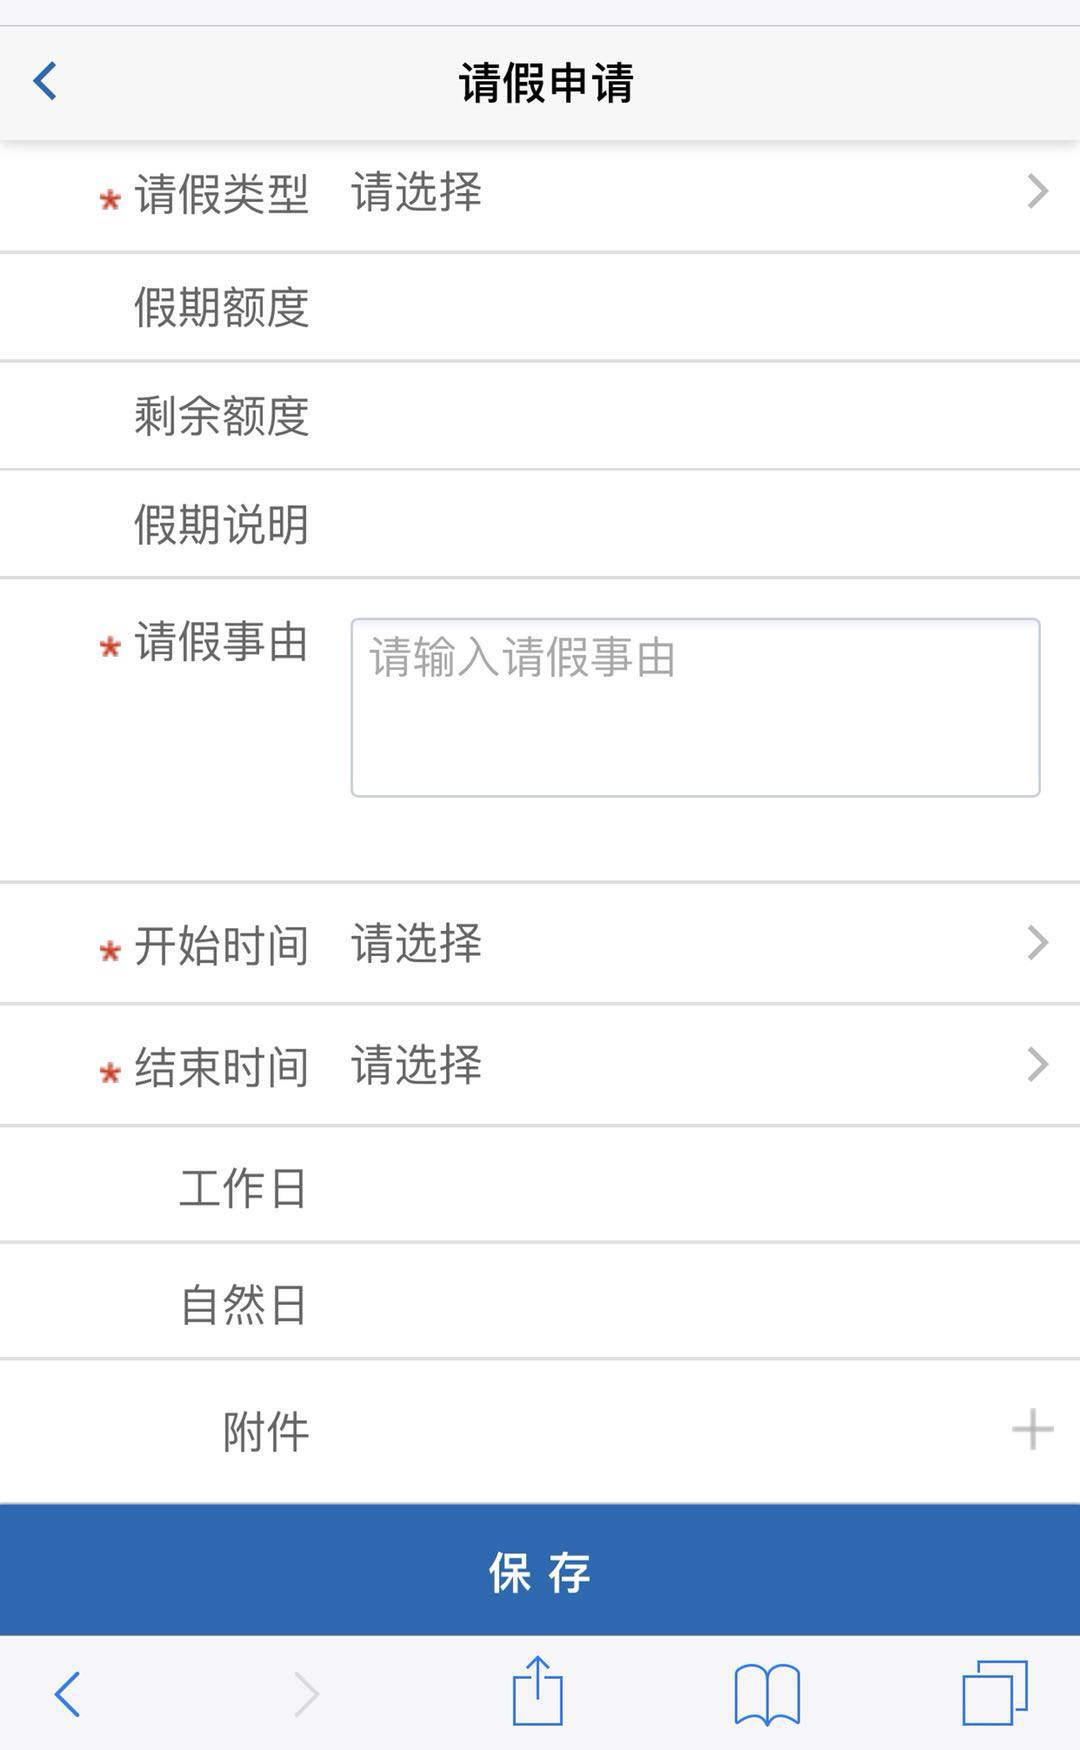 请假申请
* 请假类型 请选择
假期额度
剩余额度
假期说明
* 请假事由 请输入请假事由
* 开始时间 请选择
* 结束时间 请选择
工作日
自然日
附件
保 存